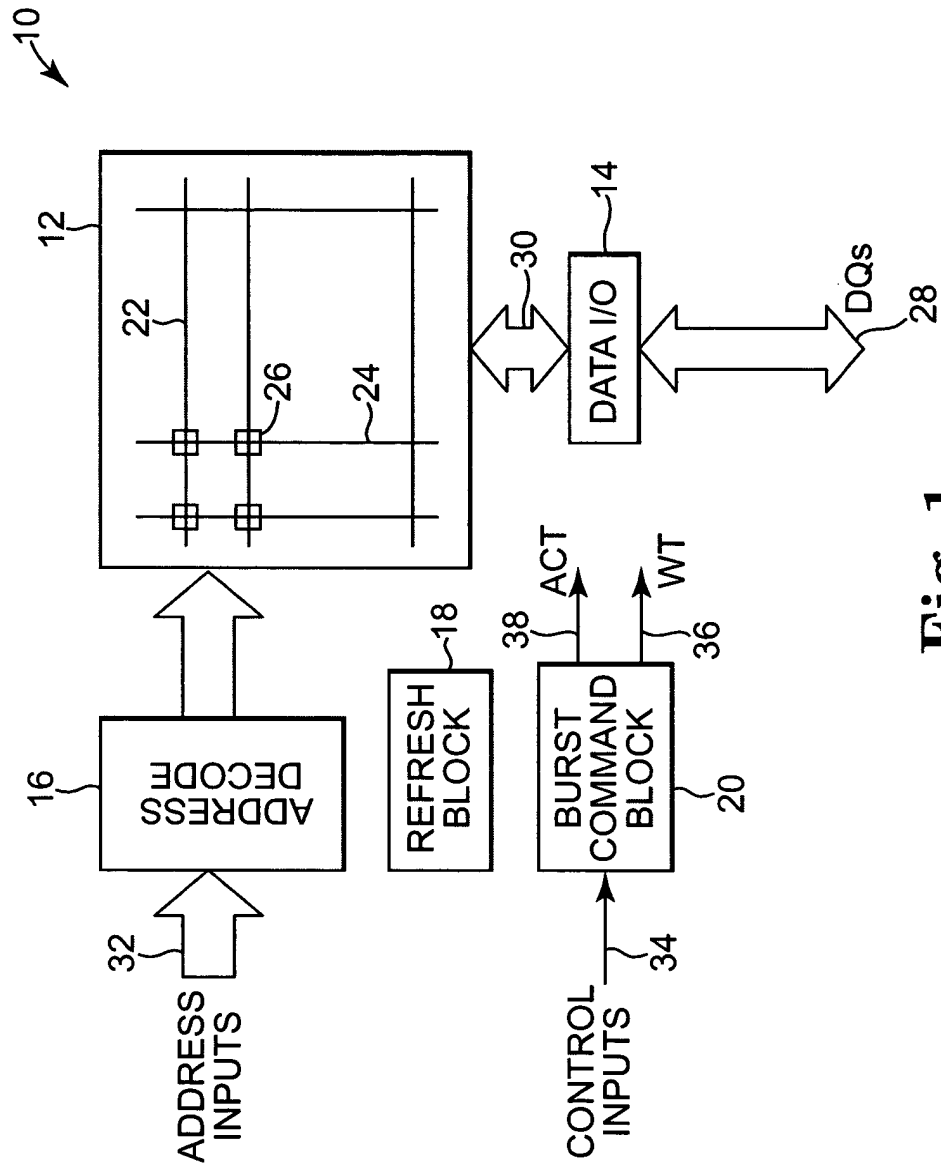 10
12
22
26
24
16
ADDRESS
DECODE
32
ADDRESS
INPUTS
30
14
DATA I/O
DQs
28
18
REFRESH
BLOCK
ACT
38
WT
36
BURST
COMMAND
BLOCK
20
34
CONTROL
INPUTS
Fig. 1